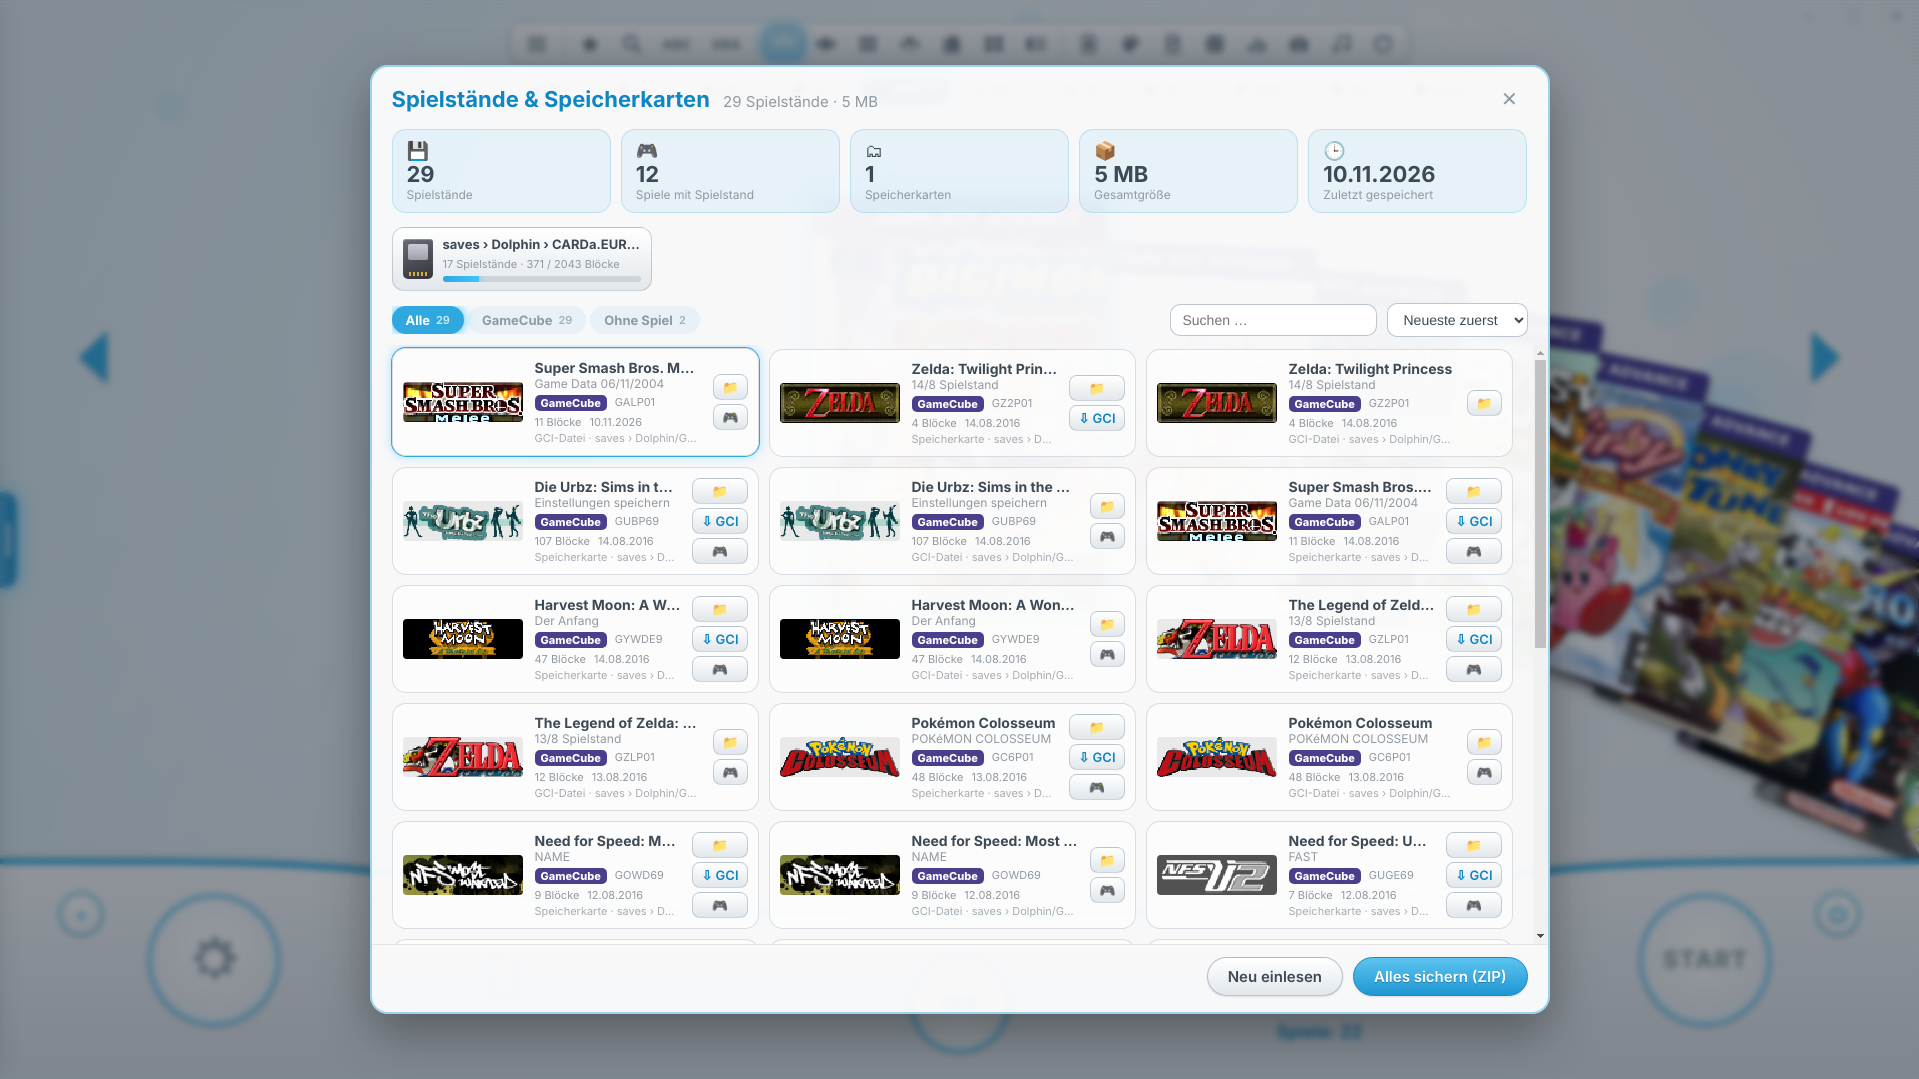 Spielstände & Speicherkarten 29 Spielstände · 5 MB
29
Spielstände
12
Spiele mit Spielstand
1
Speicherkarten
5 MB
Gesamtgröße
10.11.2026
Zuletzt gespeichert
saves › Dolphin › CARDa.EUR...
17 Spielstände · 371 / 2043 Blöcke
Alle 29
GameCube 29
Ohne Spiel 2
Suchen …
Neueste zuerst
Super Smash Bros. M...
Game Data 06/11/2004
GameCube GALP01
11 Blöcke 10.11.2026
GCI-Datei · saves › Dolphin/G...
Zelda: Twilight Prin...
14/8 Spielstand
GameCube GZ2P01
4 Blöcke 14.08.2016
Speicherkarte · saves › D...
⇩ GCI
Zelda: Twilight Princess
14/8 Spielstand
GameCube GZ2P01
4 Blöcke 14.08.2016
GCI-Datei · saves › Dolphin/G...
Die Urbz: Sims in t...
Einstellungen speichern
GameCube GUBP69
107 Blöcke 14.08.2016
Speicherkarte · saves › D...
⇩ GCI
Die Urbz: Sims in the ...
Einstellungen speichern
GameCube GUBP69
107 Blöcke 14.08.2016
GCI-Datei · saves › Dolphin/G...
Super Smash Bros....
Game Data 06/11/2004
GameCube GALP01
11 Blöcke 14.08.2016
Speicherkarte · saves › D...
⇩ GCI
Harvest Moon: A W...
Der Anfang
GameCube GYWDE9
47 Blöcke 14.08.2016
Speicherkarte · saves › D...
⇩ GCI
Harvest Moon: A Won...
Der Anfang
GameCube GYWDE9
47 Blöcke 14.08.2016
GCI-Datei · saves › Dolphin/G...
The Legend of Zeld...
13/8 Spielstand
GameCube GZLP01
12 Blöcke 13.08.2016
Speicherkarte · saves › D...
⇩ GCI
The Legend of Zelda: ...
13/8 Spielstand
GameCube GZLP01
12 Blöcke 13.08.2016
GCI-Datei · saves › Dolphin/G...
Pokémon Colosseum
POKéMON COLOSSEUM
GameCube GC6P01
48 Blöcke 13.08.2016
Speicherkarte · saves › D...
⇩ GCI
Pokémon Colosseum
POKéMON COLOSSEUM
GameCube GC6P01
48 Blöcke 13.08.2016
GCI-Datei · saves › Dolphin/G...
Need for Speed: M...
NAME
GameCube GOWD69
9 Blöcke 12.08.2016
Speicherkarte · saves › D...
⇩ GCI
Need for Speed: Most ...
NAME
GameCube GOWD69
9 Blöcke 12.08.2016
GCI-Datei · saves › Dolphin/G...
Need for Speed: U...
FAST
GameCube GUGE69
7 Blöcke 12.08.2016
Speicherkarte · saves › D...
⇩ GCI
Neu einlesen
Alles sichern (ZIP)
START
Spiele: 22